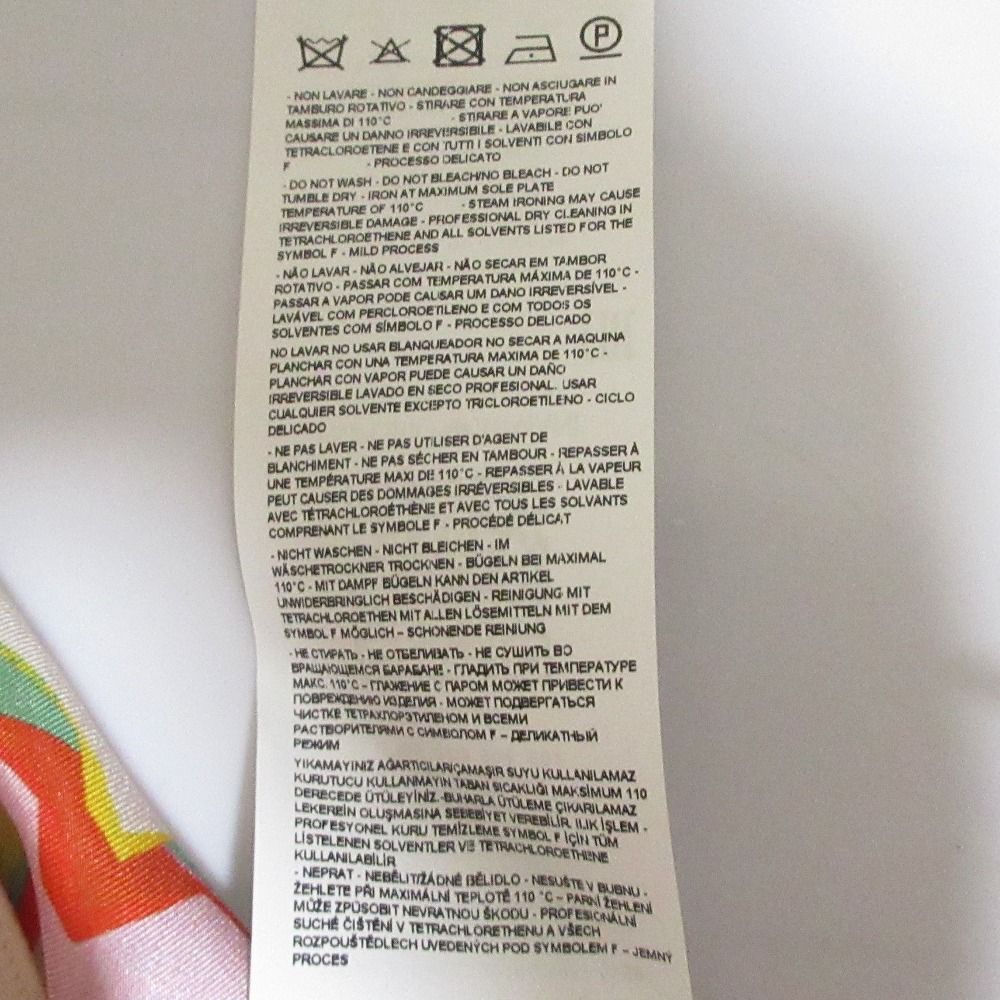 P
- NON LAVARE - NON CANDEGGIARE - NON ASCIUGARE IN
TAMBURO ROTATIVO - STIRARE CON TEMPERATURA
MASSIMA DI 110°C - STIRARE A VAPORE PUO'
CAUSARE UN DANNO IRREVERSIBILE - LAVABILE CON
TETRACLOROETENE E CON TUTTI I SOLVENTI CON SIMBOLO
F - PROCESSO DELICATO
- DO NOT WASH - DO NOT BLEACH/NO BLEACH - DO NOT
TUMBLE DRY - IRON AT MAXIMUM SOLE PLATE
TEMPERATURE OF 110°C - STEAM IRONING MAY CAUSE
IRREVERSIBLE DAMAGE - PROFESSIONAL DRY CLEANING IN
TETRACHLOROETHENE AND ALL SOLVENTS LISTED FOR THE
SYMBOL F - MILD PROCESS
- NÃO LAVAR - NÃO ALVEJAR - NÃO SECAR EM TAMBOR
ROTATIVO - PASSAR COM TEMPERATURA MÁXIMA DE 110°C -
PASSAR A VAPOR PODE CAUSAR UM DANO IRREVERSÍVEL -
LAVÁVEL COM PERCLOROETILENO E COM TODOS OS
SOLVENTES COM SÍMBOLO F - PROCESSO DELICADO
NO LAVAR NO USAR BLANQUEADOR NO SECAR A MAQUINA
PLANCHAR CON UNA TEMPERATURA MAXIMA DE 110°C -
PLANCHAR CON VAPOR PUEDE CAUSAR UN DAÑO
IRREVERSIBLE LAVADO EN SECO PROFESIONAL. USAR
CUALQUIER SOLVENTE EXCEPTO TRICLOROETILENO - CICLO
DELICADO
- NE PAS LAVER - NE PAS UTILISER D'AGENT DE
BLANCHIMENT - NE PAS SÉCHER EN TAMBOUR - REPASSER À
UNE TEMPÉRATURE MAXI DE 110°C - REPASSER À LA VAPEUR
PEUT CAUSER DES DOMMAGES IRRÉVERSIBLES - LAVABLE
AVEC TÉTRACHLOROÉTHÈNE ET AVEC TOUS LES SOLVANTS
COMPRENANT LE SYMBOLE F - PROCÉDÉ DÉLICAT
- NICHT WASCHEN - NICHT BLEICHEN - IM
WÄSCHETROCKNER TROCKNEN - BÜGELN BEI MAXIMAL
110°C - MIT DAMPF BÜGELN KANN DEN ARTIKEL
UNWIDERBRINGLICH BESCHÄDIGEN - REINIGUNG MIT
TETRACHLOROETHEN MIT ALLEN LÖSEMITTELN MIT DEM
SYMBOL F MÖGLICH – SCHONENDE REINIUNG
- НЕ СТИРАТЬ - НЕ ОТБЕЛИВАТЬ - НЕ СУШИТЬ ВО
ВРАЩАЮЩЕМСЯ БАРАБАНЕ - ГЛАДИТЬ ПРИ ТЕМПЕРАТУРЕ
МАКС. 110°С – ГЛАЖЕНИЕ С ПАРОМ МОЖЕТ ПРИВЕСТИ К
ПОВРЕЖДЕНИЮ ИЗДЕЛИЯ - МОЖЕТ ПОДВЕРГАТЬСЯ
ЧИСТКЕ ТЕТРАХЛОРЭТИЛЕНОМ И ВСЕМИ
РАСТВОРИТЕЛЯМИ С СИМВОЛОМ F – ДЕЛИКАТНЫЙ
РЕЖИМ
YIKAMAYINIZ AĞARTICILAR/ÇAMAŞIR SUYU KULLANILAMAZ
KURUTUCU KULLANMAYIN TABAN SICAKLIĞI MAKSİMUM 110
DERECEDE ÜTÜLEYİNİZ.-BUHARLA ÜTÜLEME ÇIKARILAMAZ
LEKEREİN OLUŞMASINA SEBEBİYET VEREBİLİR. ILIK İŞLEM -
PROFESYONEL KURU TEMİZLEME SYMBOL F İÇİN TÜM
LİSTELENEN SOLVENTLER VE TETRACHLOROETHENE
KULLANILABİLİR
- NEPRAT - NEBĚLIT/ŽÁDNÉ BĚLIDLO - NESUŠTE V BUBNU -
ŽEHLETE PŘI MAXIMÁLNÍ TEPLOTĚ 110 °C – PARNÍ ŽEHLENÍ
MŮŽE ZPŮSOBIT NEVRATNOU ŠKODU - PROFESIONÁLNÍ
SUCHÉ ČIŠTĚNÍ V TETRACHLORETHENU A VŠECH
ROZPOUŠTĚDLECH UVEDENÝCH POD SYMBOLEM F – JEMNÝ
PROCES